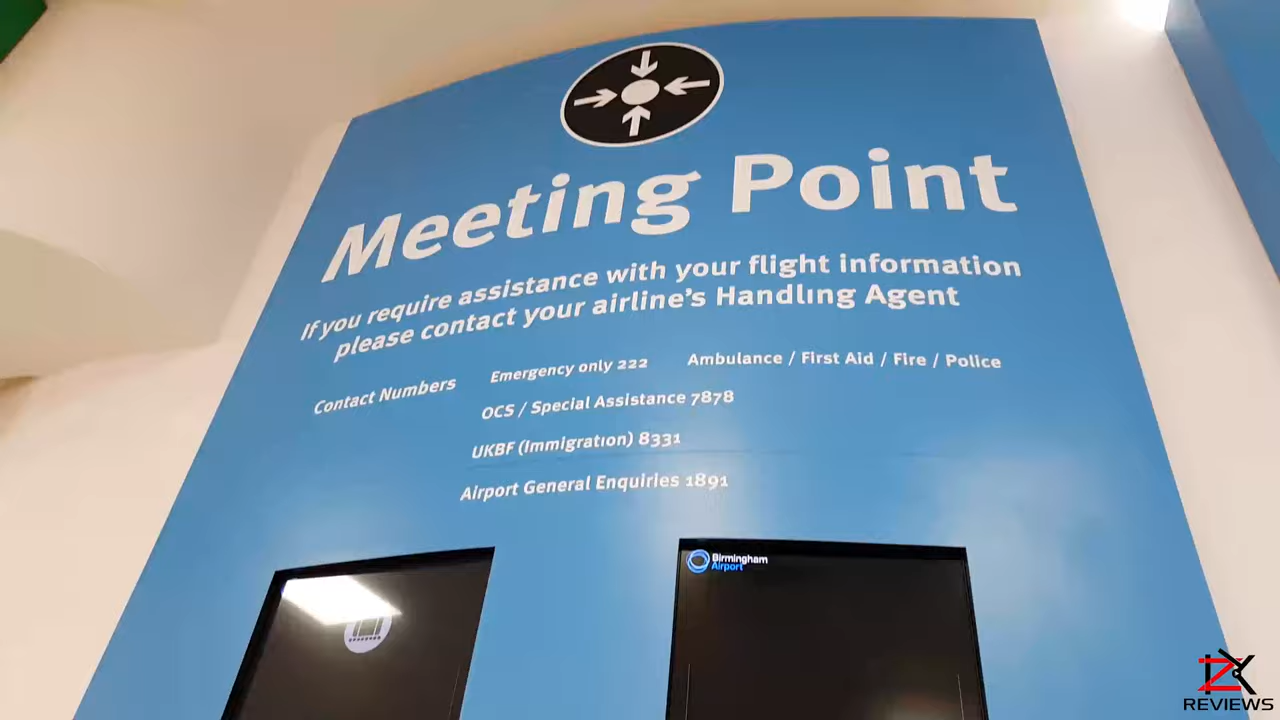 Meeting Point
If you require assistance with your flight information
please contact your airline's Handling Agent
Contact Numbers
Emergency only 222 Ambulance / First Aid / Fire / Police
OCS / Special Assistance 7878
UKBF (Immigration) 8331
Airport General Enquiries 1891
Birmingham
Airport
ZK
REVIEWS